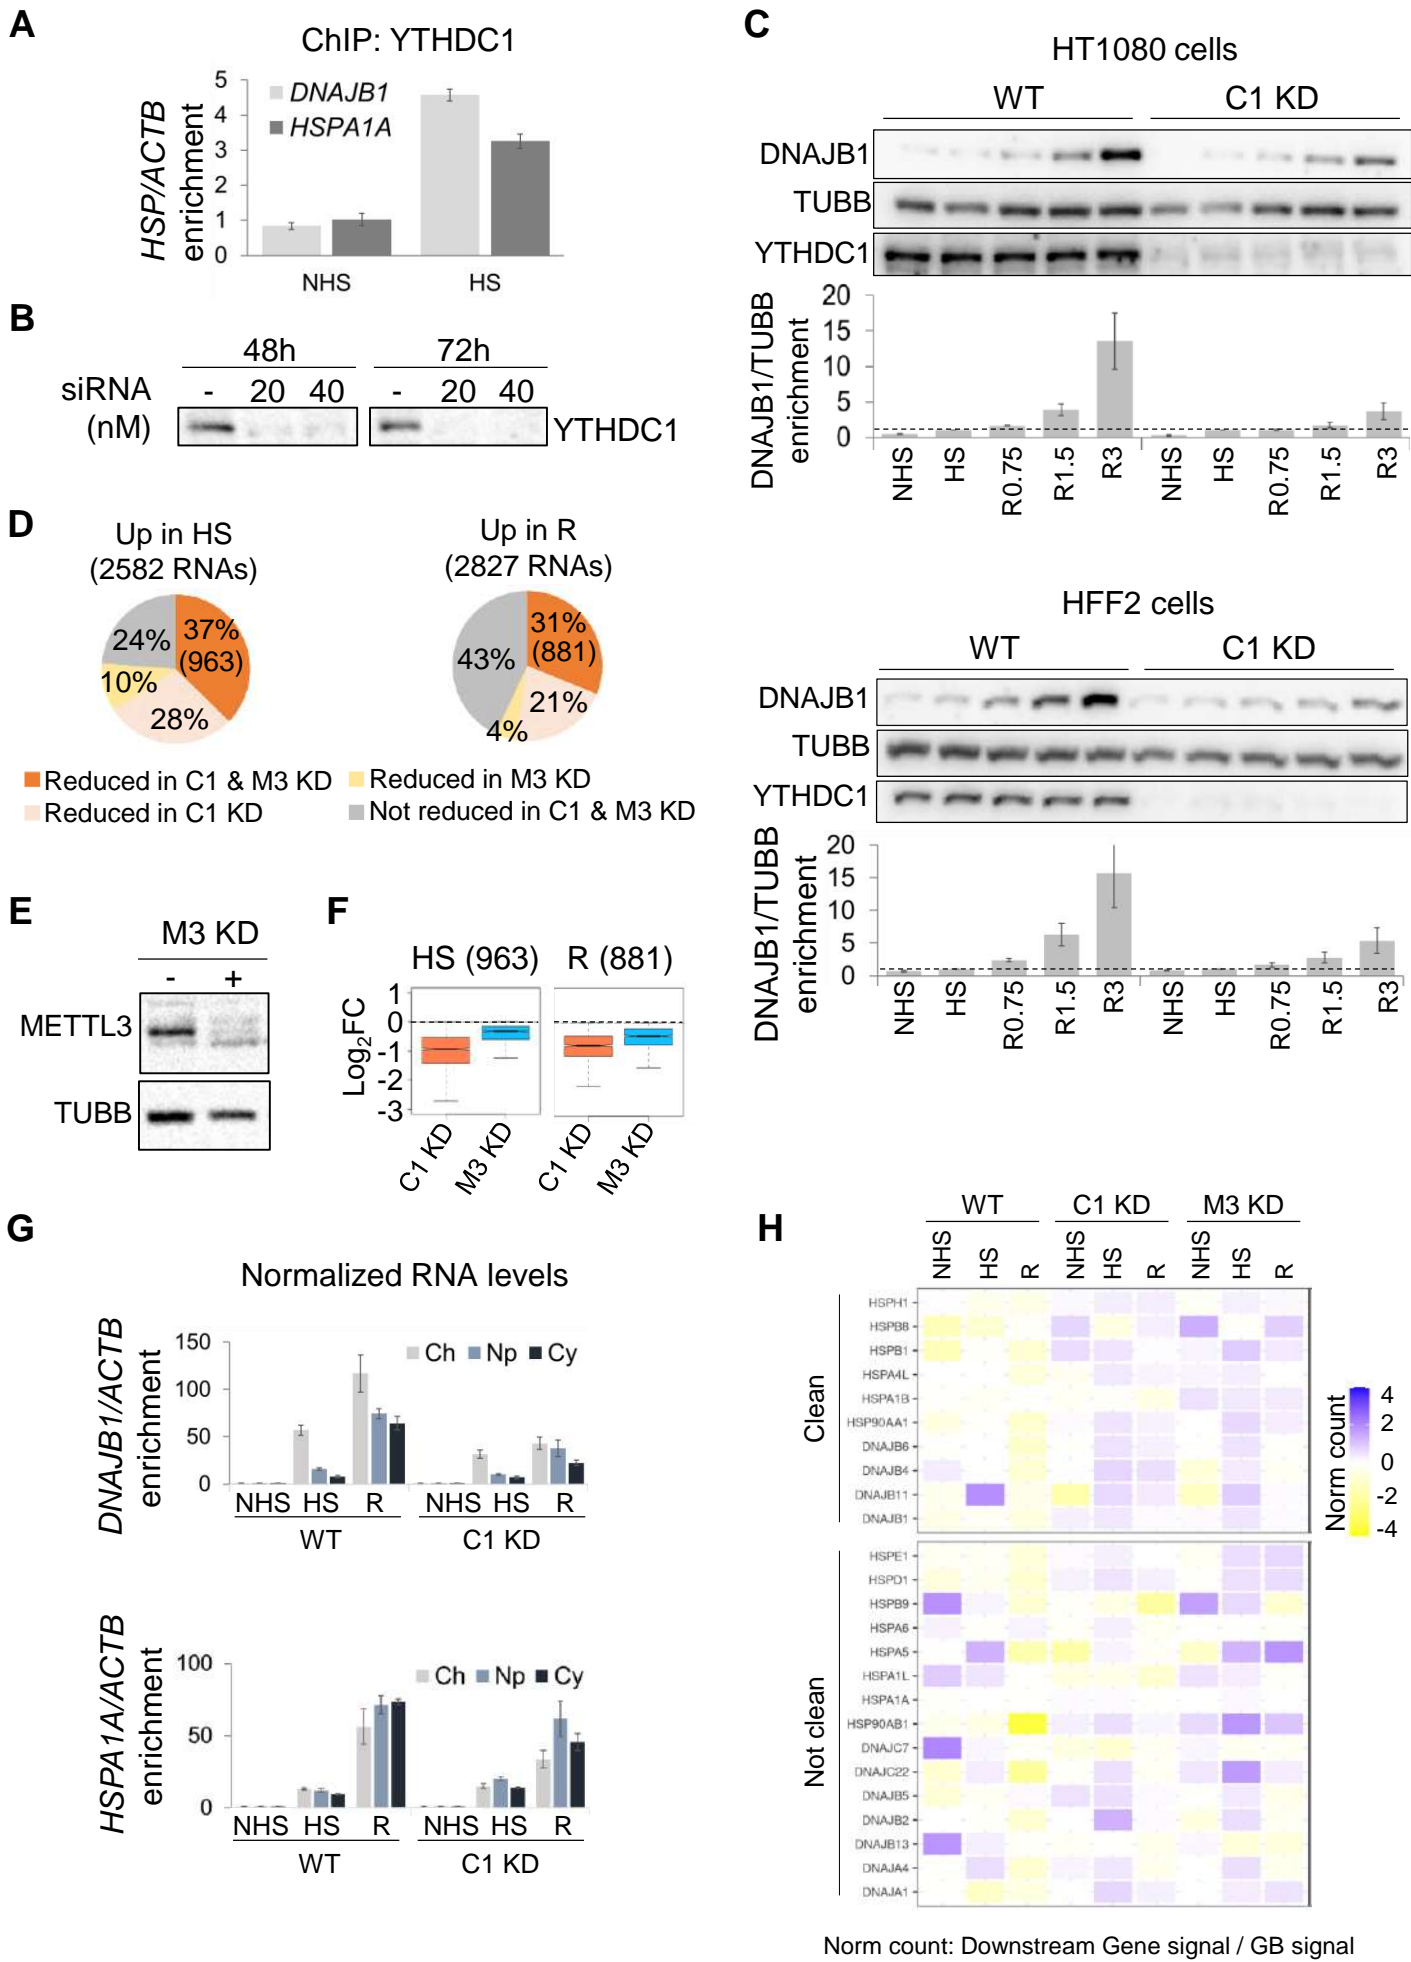 A
ChIP: YTHDC1
HSP/ACTB
enrichment
5
4
3
2
1
0
DNAJB1
HSPA1A
NHS HS
B
48h 72h
siRNA
(nM)
- 20 40 - 20 40
YTHDC1
C
HT1080 cells
WT C1 KD
DNAJB1
TUBB
YTHDC1
DNAJB1/TUBB
enrichment
20
15
10
5
0
NHS HS R0.75 R1.5 R3 NHS HS R0.75 R1.5 R3
HFF2 cells
WT C1 KD
DNAJB1
TUBB
YTHDC1
DNAJB1/TUBB
enrichment
20
15
10
5
0
NHS HS R0.75 R1.5 R3 NHS HS R0.75 R1.5 R3
D
Up in HS
(2582 RNAs)
37%
(963)
24%
10%
28%
Up in R
(2827 RNAs)
31%
(881)
43%
21%
4%
Reduced in C1 & M3 KD
Reduced in M3 KD
Reduced in C1 KD
Not reduced in C1 & M3 KD
E
M3 KD
- +
METTL3
TUBB
F
HS (963) R (881)
Log2FC
1
0
-1
-2
-3
C1 KD M3 KD C1 KD M3 KD
G
Normalized RNA levels
DNAJB1/ACTB
enrichment
150
100
50
0
Ch Np Cy
NHS HS R NHS HS R
WT C1 KD
HSPA1A/ACTB
enrichment
100
50
0
Ch Np Cy
NHS HS R NHS HS R
WT C1 KD
H
WT C1 KD M3 KD
NHS HS R NHS HS R NHS HS R
Clean
HSPH1
HSPB8
HSPB1
HSPA4L
HSPA1B
HSP90AA1
DNAJB6
DNAJB4
DNAJB11
DNAJB1
Not clean
HSPE1
HSPD1
HSPB9
HSPA6
HSPA5
HSPA1L
HSPA1A
HSP90AB1
DNAJC7
DNAJC22
DNAJB5
DNAJB2
DNAJB13
DNAJA4
DNAJA1
Norm count
4
2
0
-2
-4
Norm count: Downstream Gene signal / GB signal